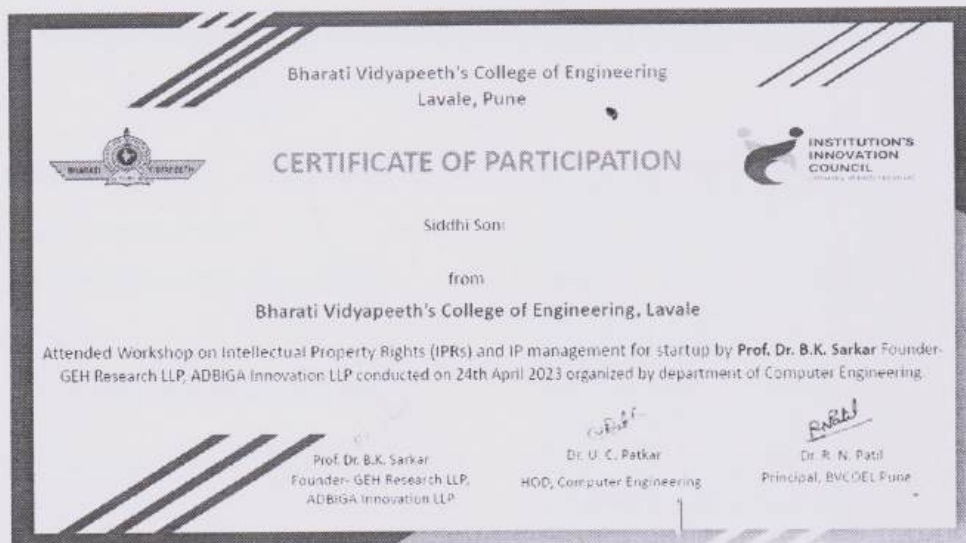 Bharati Vidyapeeth's College of Engineering
Lavale, Pune
BHARATI VIDYAPEETH
CERTIFICATE OF PARTICIPATION
INSTITUTION'S
INNOVATION
COUNCIL
Siddhi Soni
from
Bharati Vidyapeeth's College of Engineering, Lavale
Attended Workshop on Intellectual Property Rights (IPRs) and IP management for startup by Prof. Dr. B.K. Sarkar Founder-
GEH Research LLP, ADBIGA Innovation LLP conducted on 24th April 2023 organized by department of Computer Engineering.
RNPatil
Prof. Dr. B.K. Sarkar
Founder- GEH Research LLP,
ADBIGA Innovation LLP
Dr. U. C. Patkar
HOD, Computer Engineering
Dr. R. N. Patil
Principal, BVCOEL Pune